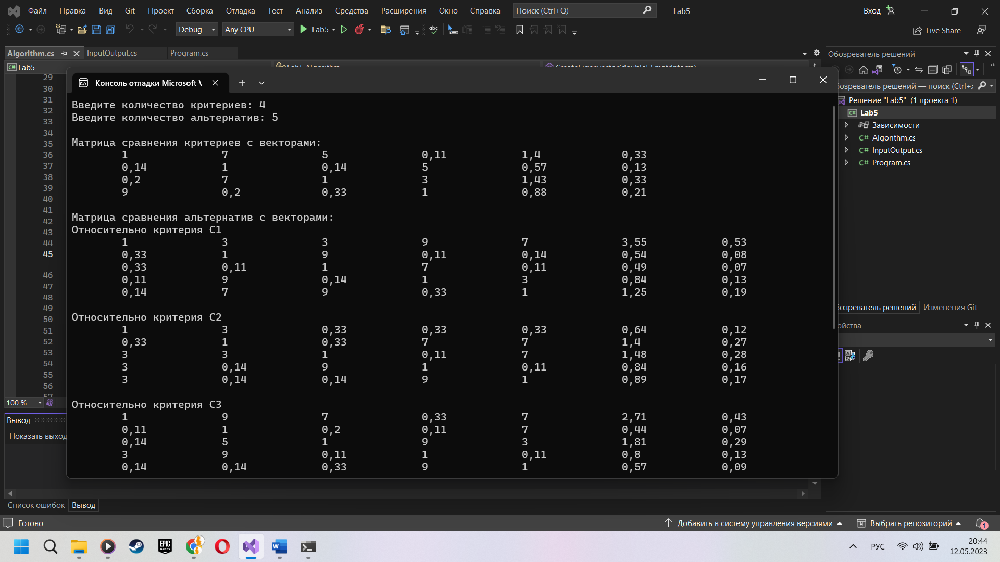 Файл Правка Вид Git Проект Сборка Отладка Тест Анализ Средства Расширения Окно Справка Поиск (Ctrl+Q) Lab5 Вход
Debug Any CPU Lab5 Live Share
Algorithm.cs InputOutput.cs Program.cs Обозреватель решений
Lab5 Lab5.Algorithm CreateEigenvector(double[,] matrInform)
Консоль отладки Microsoft V
бозреватель решений — поиск (Ctrl+ж
Решение "Lab5" (1 проекта 1)
Lab5
Зависимости
C# Algorithm.cs
C# InputOutput.cs
C# Program.cs
29
30
31
32
33
34
35
36
37
38
39
40
41
42
43
44
45
46
47
48
49
50
51
52
53
54
55
56
57
Введите количество критериев: 4
Введите количество альтернатив: 5
Матрица сравнения критериев с векторами:
1 7 5 0,11 1,4 0,33
0,14 1 0,14 5 0,57 0,13
0,2 7 1 3 1,43 0,33
9 0,2 0,33 1 0,88 0,21
Матрица сравнения альтернатив с векторами:
Относительно критерия C1
1 3 3 9 7 3,55 0,53
0,33 1 9 0,11 0,14 0,54 0,08
0,33 0,11 1 7 0,11 0,49 0,07
0,11 9 0,14 1 3 0,84 0,13
0,14 7 9 0,33 1 1,25 0,19
Относительно критерия C2
1 3 0,33 0,33 0,33 0,64 0,12
0,33 1 0,33 7 7 1,4 0,27
3 3 1 0,11 7 1,48 0,28
3 0,14 9 1 0,11 0,84 0,16
3 0,14 0,14 9 1 0,89 0,17
Относительно критерия C3
1 9 7 0,33 7 2,71 0,43
0,11 1 0,2 0,11 7 0,44 0,07
0,14 5 1 9 3 1,81 0,29
3 9 0,11 1 0,11 0,8 0,13
0,14 0,14 0,33 9 1 0,57 0,09
бозреватель решений Изменения Git
ойства
100 %
Вывод
Показать выход
Список ошибок Вывод
Готово Добавить в систему управления версиями Выбрать репозиторий 1
EPIC GAMES
РУС
20:44
12.05.2023